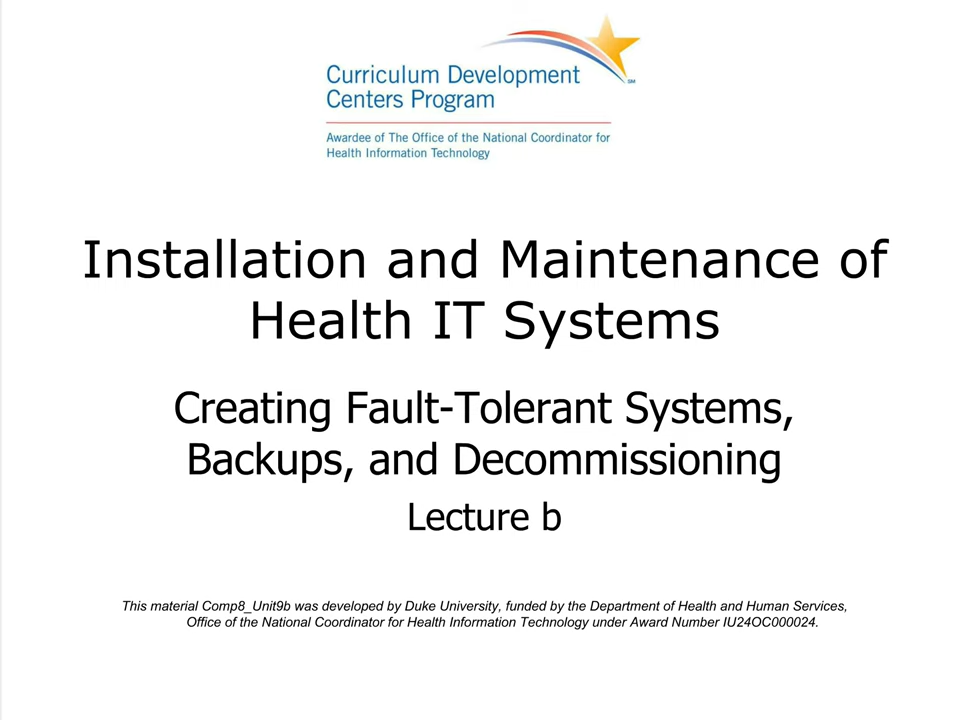 Curriculum Development
Centers Program
SM
Awardee of The Office of the National Coordinator for
Health Information Technology
Installation and Maintenance of
Health IT Systems
Creating Fault-Tolerant Systems,
Backups, and Decommissioning
Lecture b
This material Comp8_Unit9b was developed by Duke University, funded by the Department of Health and Human Services,
Office of the National Coordinator for Health Information Technology under Award Number IU24OC000024.